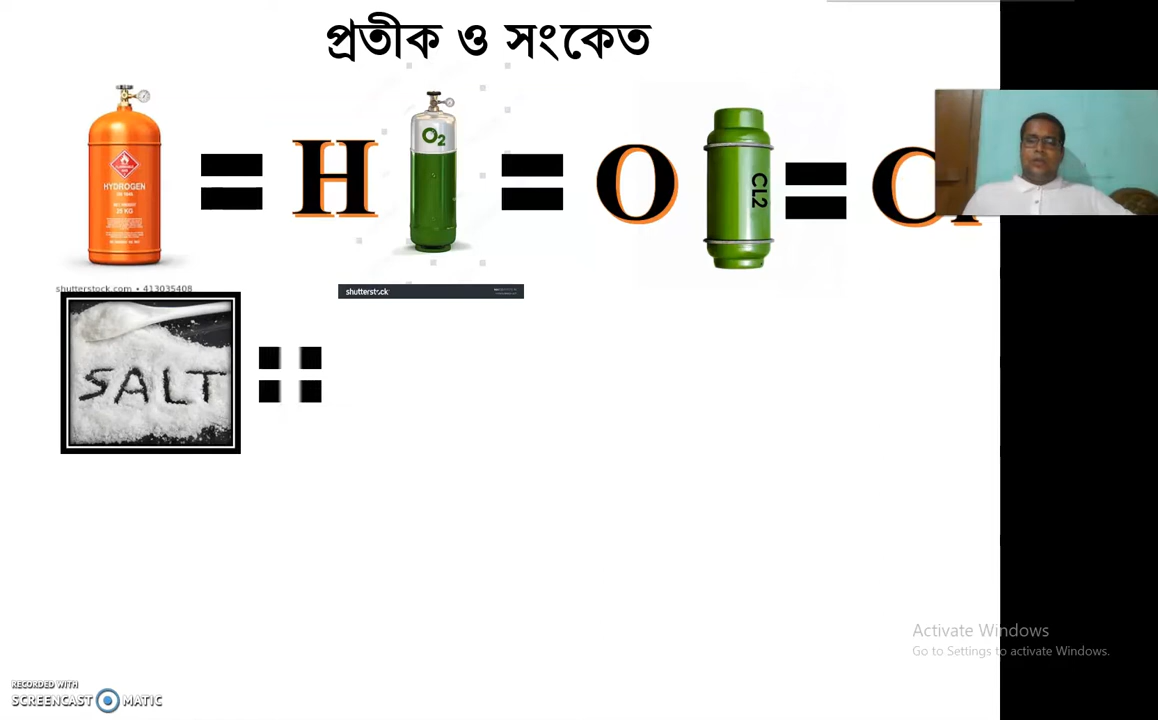 প্রতীক ও সংকেত
HYDROGEN
25 KG
= H
O2
= O
CL2
=
shutterstock.com • 413035408
shutterstock
SALT
Activate Windows
Go to Settings to activate Windows.
RECORDED WITH
SCREENCAST MATIC